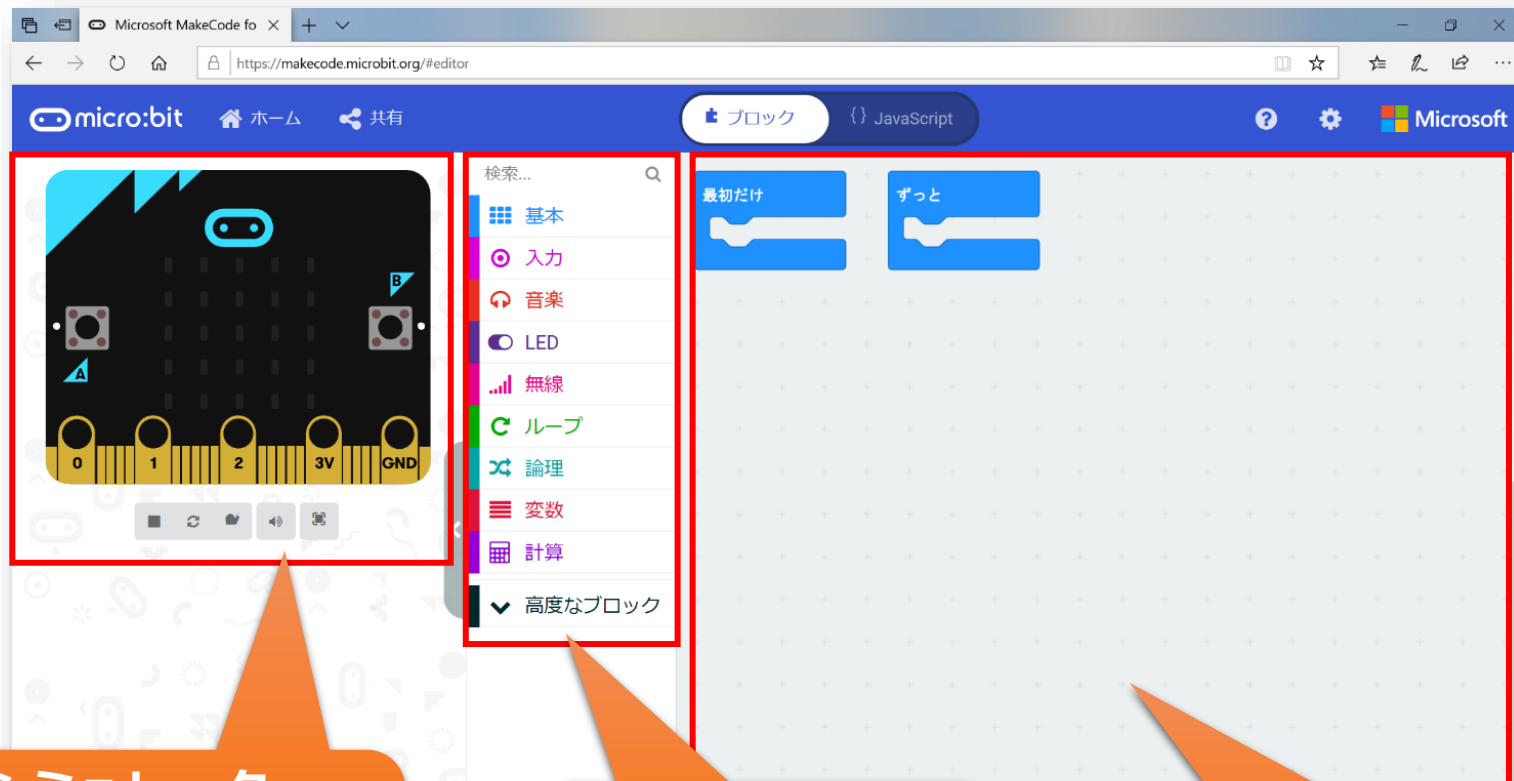 Microsoft MakeCode fo
https://makecode.microbit.org/#editor
micro:bit ホーム 共有 ブロック {} JavaScript Microsoft
検索...
基本
入力
音楽
LED
無線
ループ
論理
変数
計算
高度なブロック
最初だけ
ずっと
B
A
0 1 2 3V GND